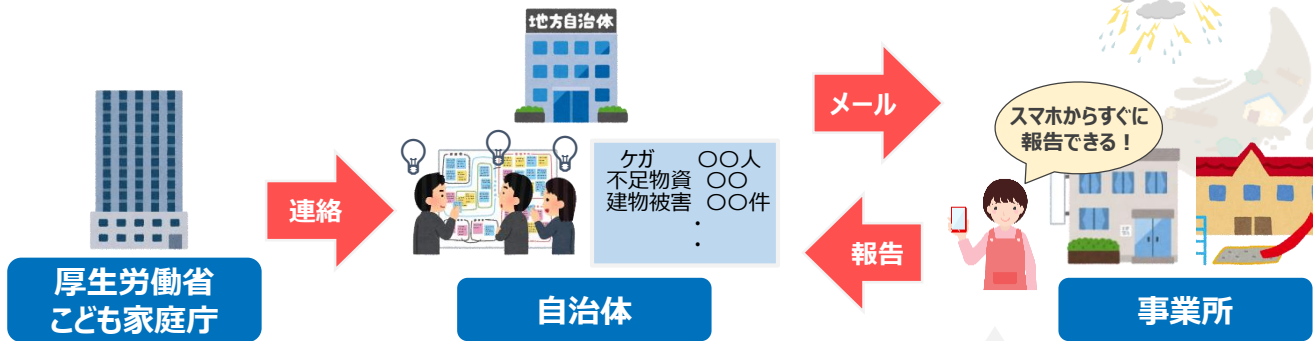 地方自治体
メール
スマホからすぐに
報告できる！
ケガ 〇〇人
不足物資 〇〇
建物被害 〇〇件
・
・
連絡
報告
厚生労働省
こども家庭庁
自治体
事業所